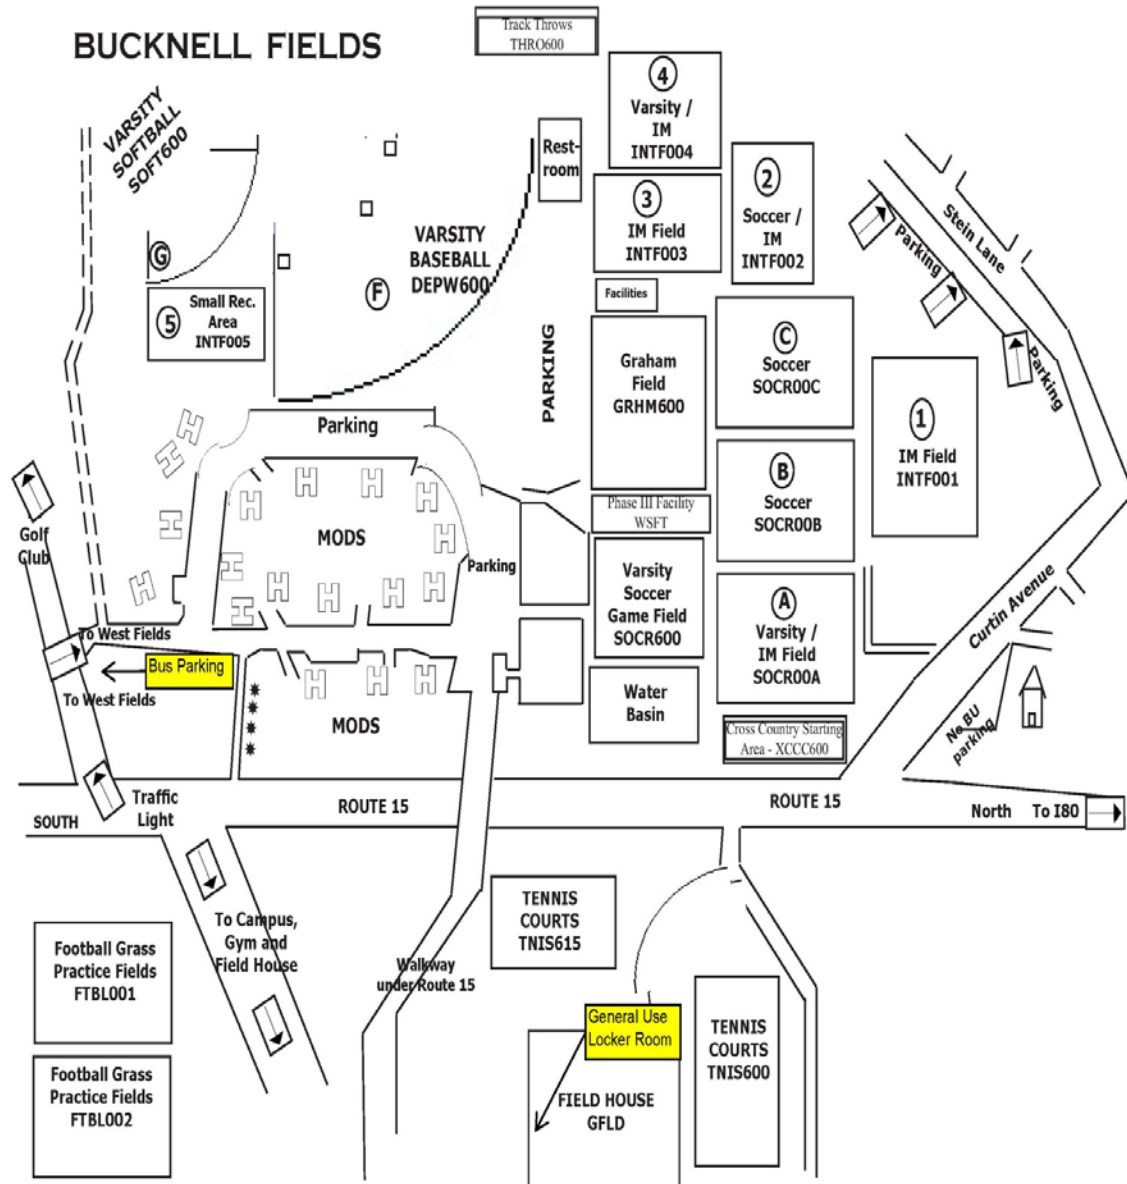 BUCKNELL FIELDS
Track Throws
THRO600
VARSITY
SOFTBALL
SOFT600
4
Varsity /
IM
INTF004
Rest-
room
3
IM Field
INTF003
2
Soccer /
IM
INTF002
Stein Lane
Parking
Parking
G
VARSITY
BASEBALL
DEPW600
F
5
Small Rec.
Area
INTF005
Facilities
PARKING
Graham
Field
GRHM600
C
Soccer
SOCR00C
1
IM Field
INTF001
Parking
MODS
Golf
Club
Parking
Phase III Facility
WSFT
B
Soccer
SOCR00B
Varsity
Soccer
Game Field
SOCR600
A
Varsity /
IM Field
SOCR00A
Curtin Avenue
To West Fields
Bus Parking
To West Fields
MODS
Water
Basin
Cross Country Starting
Area - XCCC600
No BU
parking
Traffic
Light
SOUTH
ROUTE 15
ROUTE 15
North To I80
To Campus,
Gym and
Field House
TENNIS
COURTS
TNIS615
Walkway
under Route 15
Football Grass
Practice Fields
FTBL001
Football Grass
Practice Fields
FTBL002
General Use
Locker Room
FIELD HOUSE
GFLD
TENNIS
COURTS
TNIS600